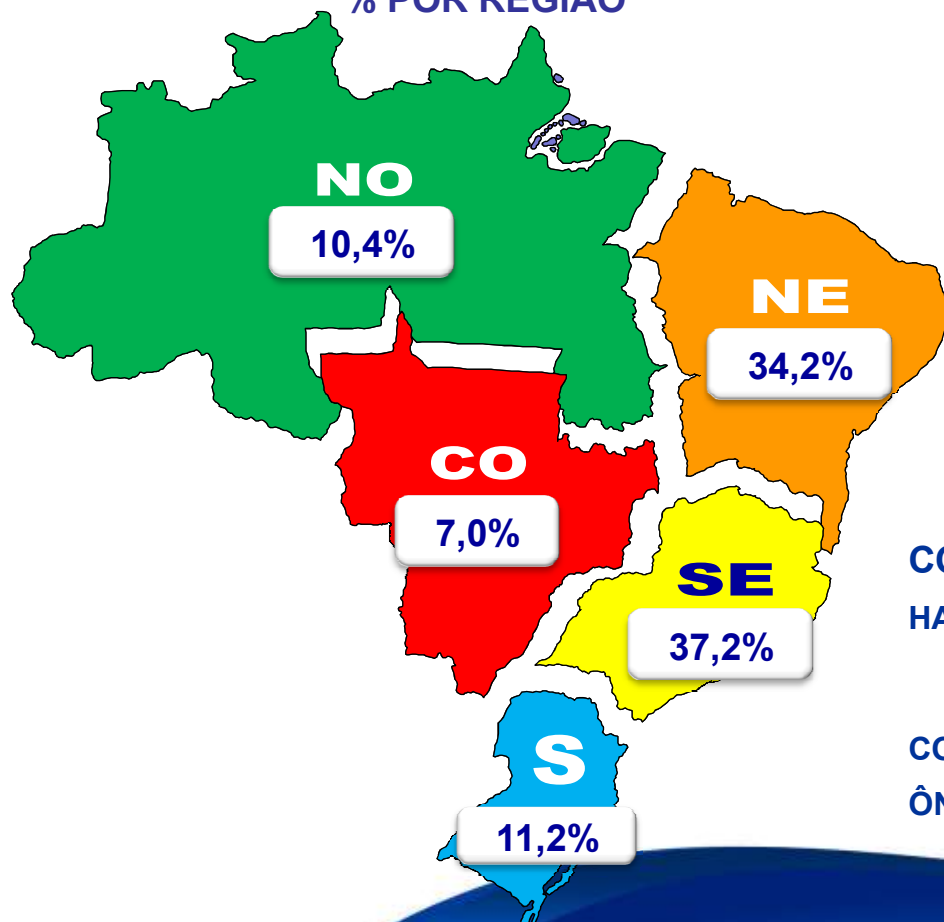 % POR REGIÃO
NO
10,4%
NE
34,2%
CO
7,0%
SE
37,2%
S
11,2%